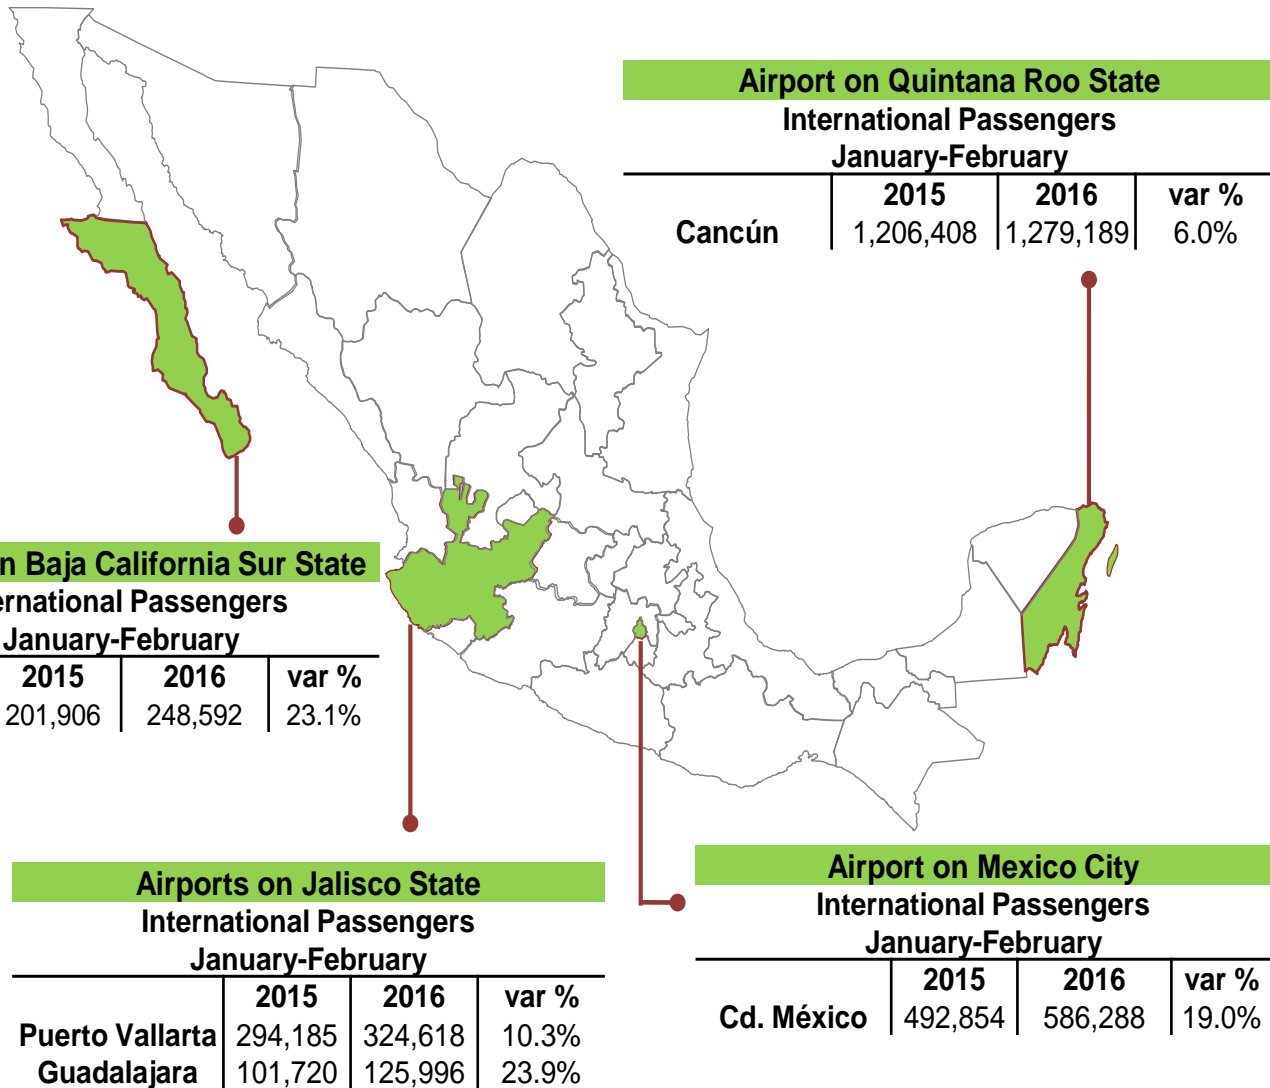 Airport on Quintana Roo State
International Passengers
January-February
2015 2016 var %
Cancún 1,206,408 1,279,189 6.0%
n Baja California Sur State
ernational Passengers
January-February
2015 2016 var %
201,906 248,592 23.1%
Airports on Jalisco State
International Passengers
January-February
2015 2016 var %
Puerto Vallarta 294,185 324,618 10.3%
Guadalajara 101,720 125,996 23.9%
Airport on Mexico City
International Passengers
January-February
2015 2016 var %
Cd. México 492,854 586,288 19.0%